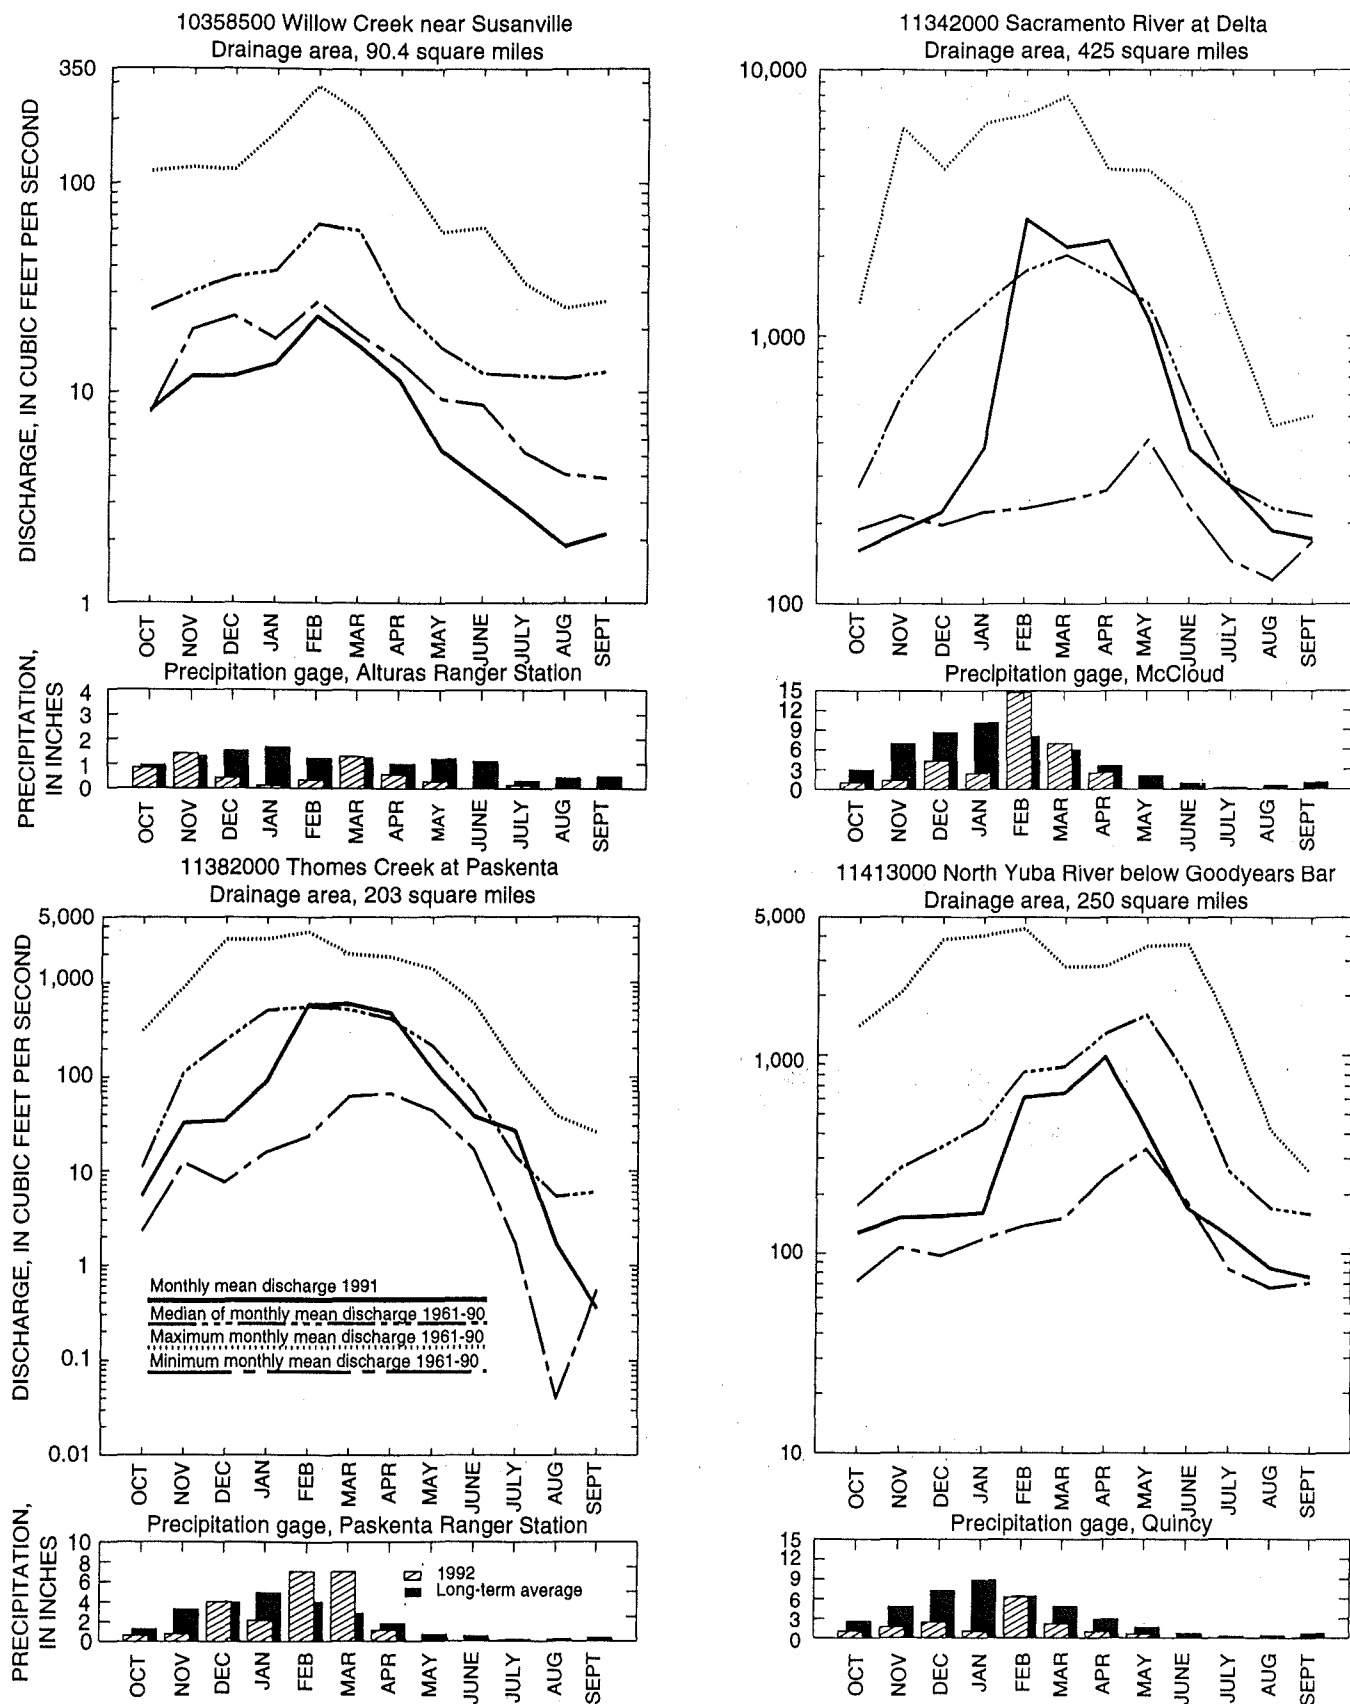 10358500 Willow Creek near Susanville
Drainage area, 90.4 square miles
350
100
10
1
DISCHARGE, IN CUBIC FEET PER SECOND
OCT NOV DEC JAN FEB MAR APR MAY JUNE JULY AUG SEPT
Precipitation gage, Alturas Ranger Station
PRECIPITATION,
IN INCHES
4
3
2
1
0
OCT NOV DEC JAN FEB MAR APR MAY JUNE JULY AUG SEPT
11342000 Sacramento River at Delta
Drainage area, 425 square miles
10,000
1,000
100
OCT NOV DEC JAN FEB MAR APR MAY JUNE JULY AUG SEPT
Precipitation gage, McCloud
15
12
9
6
3
0
OCT NOV DEC JAN FEB MAR APR MAY JUNE JULY AUG SEPT
11382000 Thomes Creek at Paskenta
Drainage area, 203 square miles
5,000
1,000
100
10
1
0.1
0.01
DISCHARGE, IN CUBIC FEET PER SECOND
Monthly mean discharge 1991
Median of monthly mean discharge 1961-90
Maximum monthly mean discharge 1961-90
Minimum monthly mean discharge 1961-90
OCT NOV DEC JAN FEB MAR APR MAY JUNE JULY AUG SEPT
Precipitation gage, Paskenta Ranger Station
PRECIPITATION,
IN INCHES
10
8
6
4
2
0
1992
Long-term average
OCT NOV DEC JAN FEB MAR APR MAY JUNE JULY AUG SEPT
11413000 North Yuba River below Goodyears Bar
Drainage area, 250 square miles
5,000
1,000
100
10
OCT NOV DEC JAN FEB MAR APR MAY JUNE JULY AUG SEPT
Precipitation gage, Quincy
15
12
9
6
3
0
OCT NOV DEC JAN FEB MAR APR MAY JUNE JULY AUG SEPT